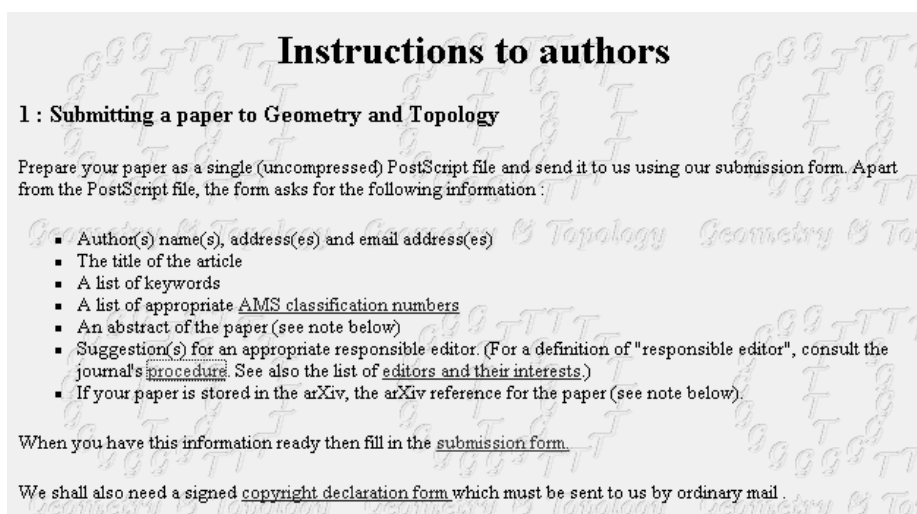 Instructions to authors
1 : Submitting a paper to Geometry and Topology
Prepare your paper as a single (uncompressed) PostScript file and send it to us using our submission form. Apart
from the PostScript file, the form asks for the following information :
Geometry & Topology Geometry & To
▪ Author(s) name(s), address(es) and email address(es)
▪ The title of the article
▪ A list of keywords
▪ A list of appropriate AMS classification numbers
▪ An abstract of the paper (see note below)
▪ Suggestion(s) for an appropriate responsible editor. (For a definition of "responsible editor", consult the
journal's procedure. See also the list of editors and their interests.)
▪ If your paper is stored in the arXiv, the arXiv reference for the paper (see note below).
When you have this information ready then fill in the submission form.
We shall also need a signed copyright declaration form which must be sent to us by ordinary mail .